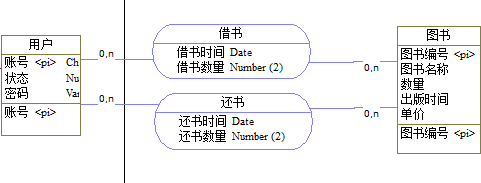 用户
账号 <pi> Ch
状态 Nu
密码 Va
账号 <pi>
0,n
0,n
借书
借书时间 Date
借书数量 Number (2)
还书
还书时间 Date
还书数量 Number (2)
0,n
0,n
图书
图书编号 <pi>
图书名称
数量
出版时间
单价
图书编号 <pi>